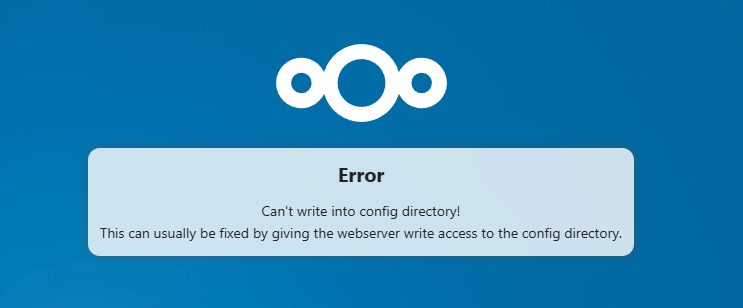 Error
Can't write into config directory!
This can usually be fixed by giving the webserver write access to the config directory.